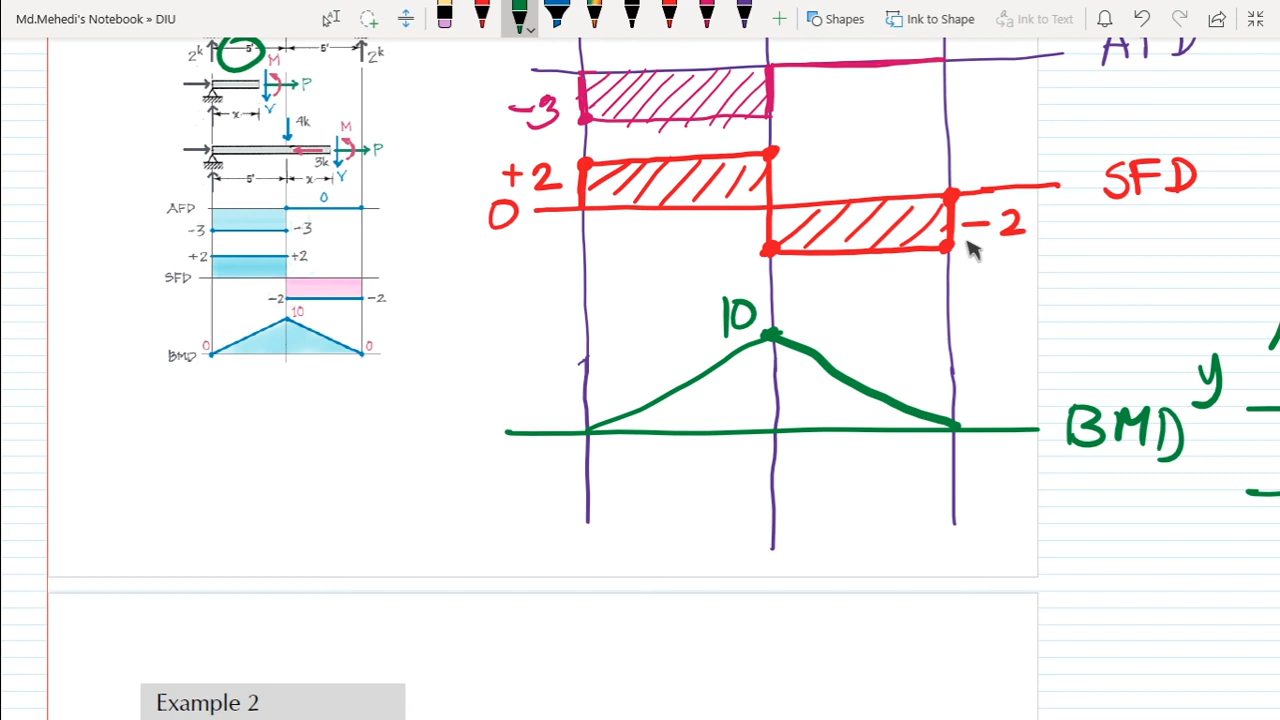 Md.Mehedi's Notebook » DIU
Shapes
Ink to Shape
Ink to Text
2k
5'
5'
2k
M
P
V
x
4k
M
P
3k
V
5'
x
0
AFD
-3
-3
+2
+2
SFD
-2
-2
10
0
0
BMD
AFD
-3
+2
0
SFD
-2
10
BMD
y
Example 2